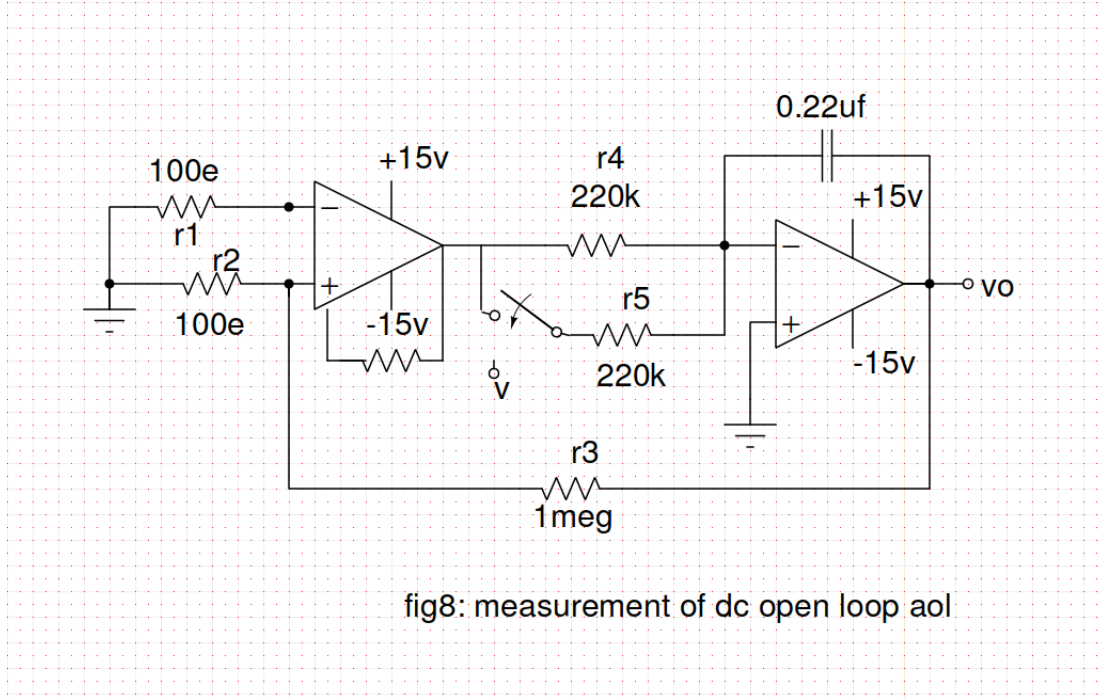 0.22uf
100e
+15v
r4
220k
+15v
r1
r2
-15v
100e
r5
220k
v
vo
-15v
r3
1meg
fig8: measurement of dc open loop aol